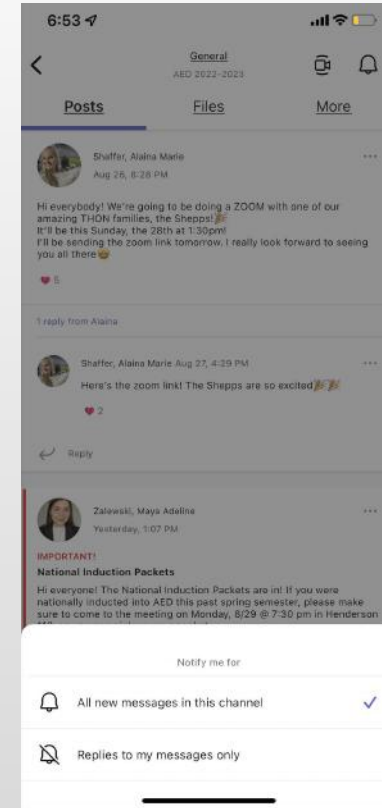 6:53
General
AED 2022-2023
Posts Files More
Shaffer, Alaina Marie
Aug 26, 8:28 PM
Hi everybody! We're going to be doing a ZOOM with one of our
amazing THON families, the Shepps!
It'll be this Sunday, the 28th at 1:30pm!
I'll be sending the zoom link tomorrow. I really look forward to seeing
you all there
1 reply from Alaina
Shaffer, Alaina Marie Aug 27, 4:29 PM
Here's the zoom link! The Shepps are so excited
2
Reply
Zalewski, Maya Adeline
Yesterday, 1:07 PM
IMPORTANT!
National Induction Packets
Hi everyone! The National Induction Packets are in! If you were
nationally inducted into AED this past spring semester, please make
sure to come to the meeting on Monday, 8/29 @ 7:30 pm in Henderson
Notify me for
All new messages in this channel
Replies to my messages only